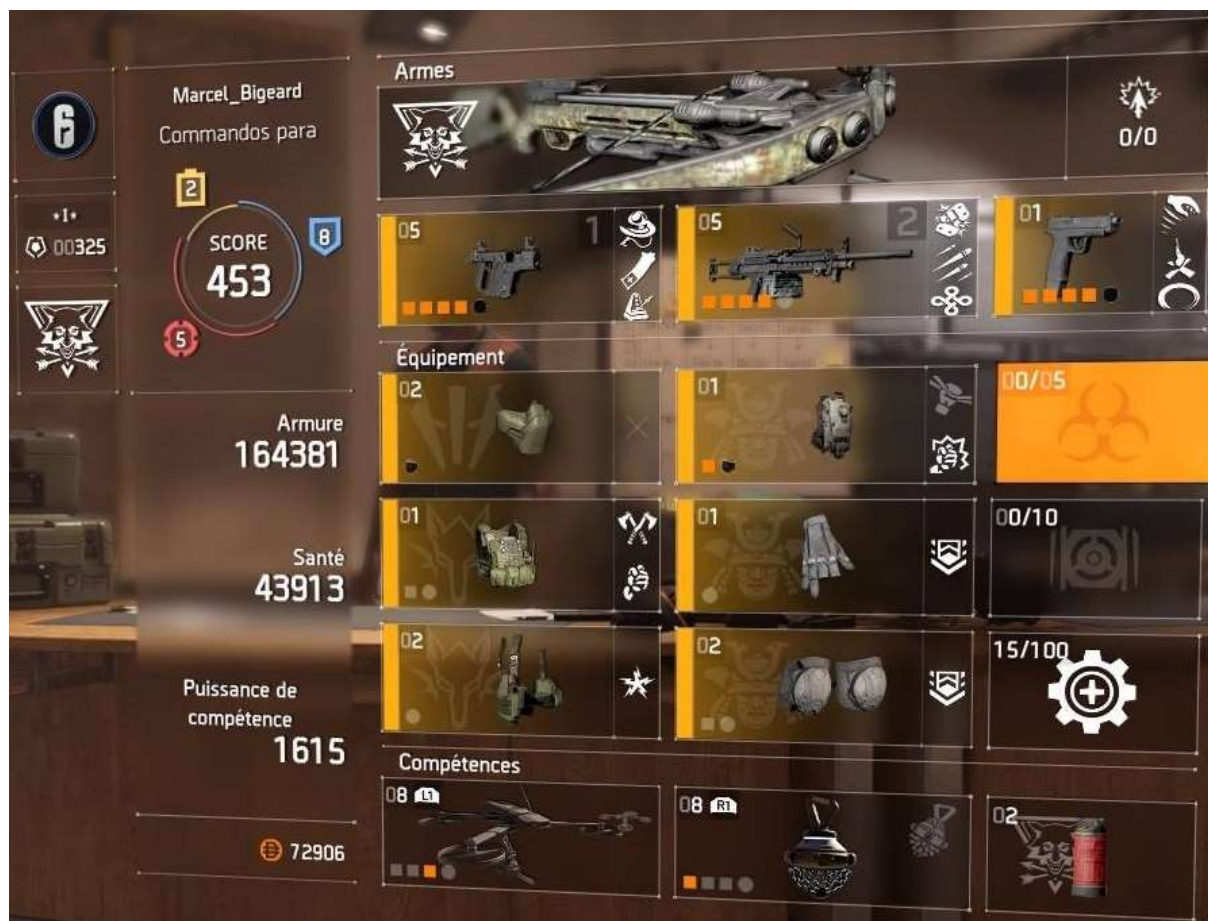 Marcel_Bigeard
Commandos para
2
8
SCORE
453
5
★I★
00325
Armure
164381
Santé
43913
Puissance de
compétence
1615
72906
Armes
0/0
05
1
05
2
01
Équipement
02
01
00/05
01
01
00/10
02
02
15/100
Compétences
08 L1
08 R1
02